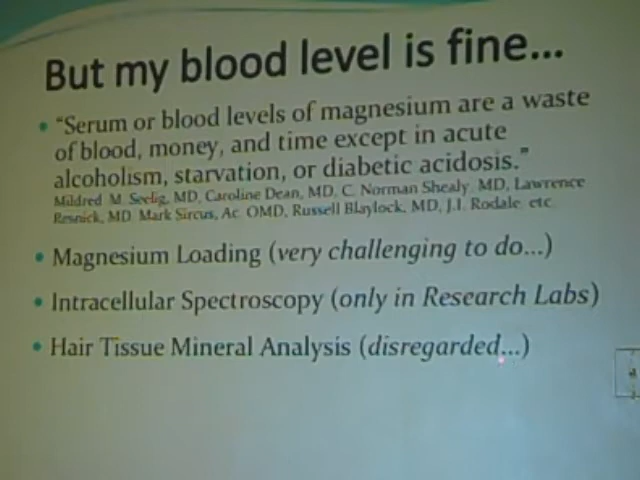 But my blood level is fine...
• "Serum or blood levels of magnesium are a waste
of blood, money, and time except in acute
alcoholism, starvation, or diabetic acidosis."
Mildred M. Seelig, MD, Caroline Dean, MD, C. Norman Shealy, MD, Lawrence
Resnick, MD Mark Sircus, Ac. OMD, Russell Blaylock, MD, J.I. Rodale, etc
• Magnesium Loading (very challenging to do...)
• Intracellular Spectroscopy (only in Research Labs)
• Hair Tissue Mineral Analysis (disregarded...)